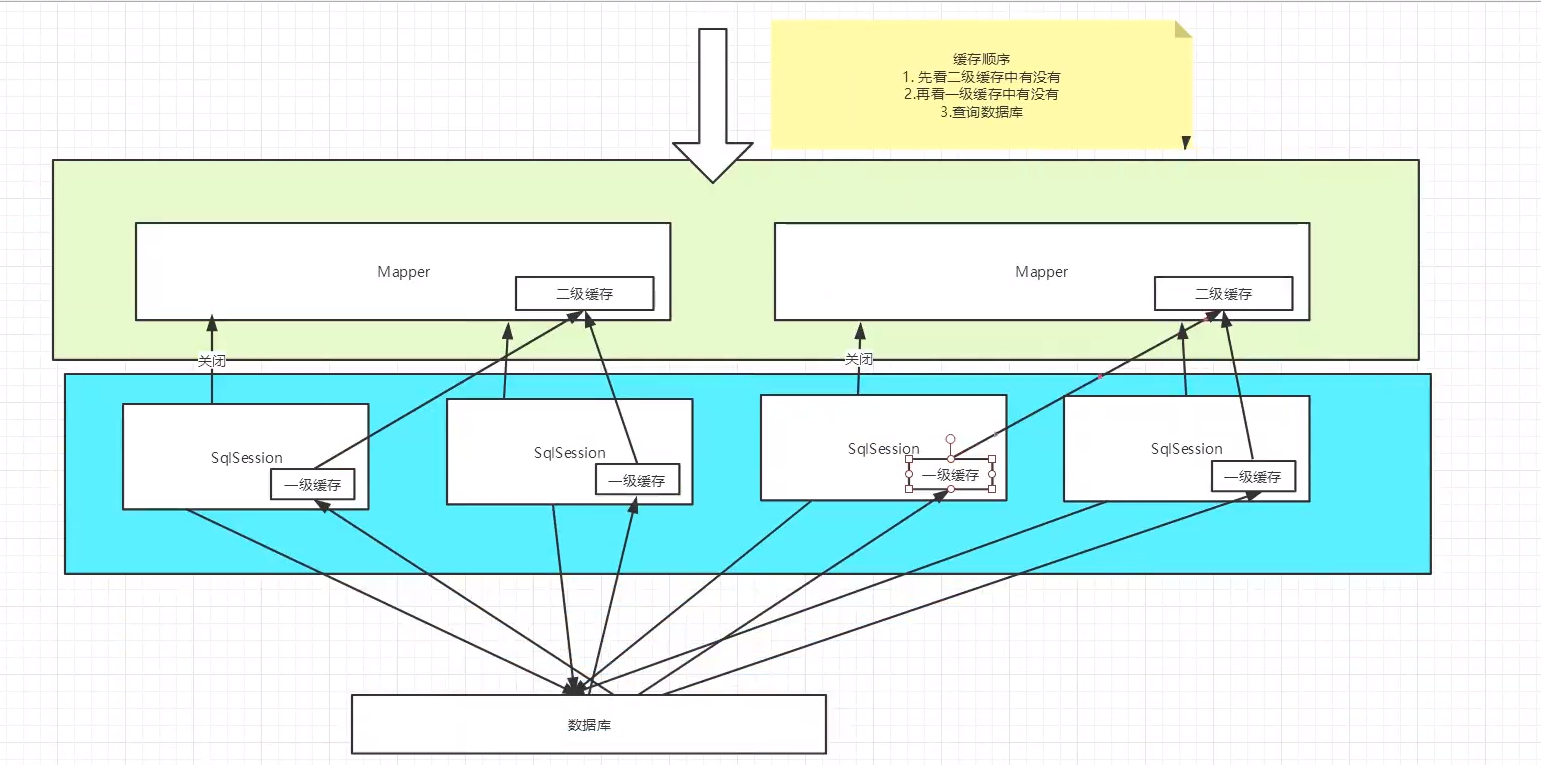 缓存顺序
1. 先看二级缓存中有没有
2.再看一级缓存中有没有
3.查询数据库
Mapper
二级缓存
Mapper
二级缓存
关闭
关闭
SqlSession
一级缓存
SqlSession
一级缓存
SqlSession
一级缓存
SqlSession
一级缓存
数据库